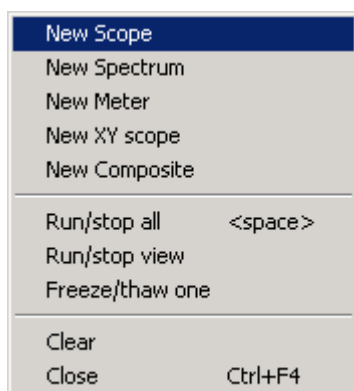 New Scope
New Spectrum
New Meter
New XY scope
New Composite
Run/stop all <space>
Run/stop view
Freeze/thaw one
Clear
Close Ctrl+F4